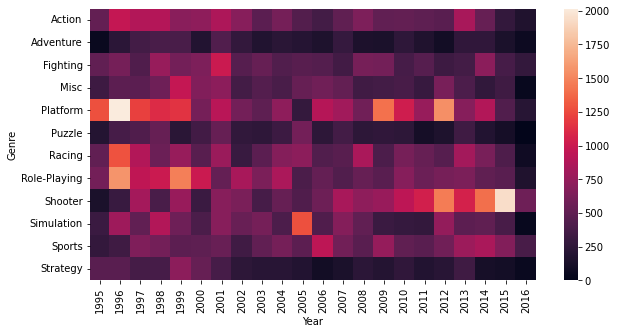 Genre
Action
Adventure
Fighting
Misc
Platform
Puzzle
Racing
Role-Playing
Shooter
Simulation
Sports
Strategy
1995 1996 1997 1998 1999 2000 2001 2002 2003 2004 2005 2006 2007 2008 2009 2010 2011 2012 2013 2014 2015 2016
Year
2000
1750
1500
1250
1000
750
500
250
0